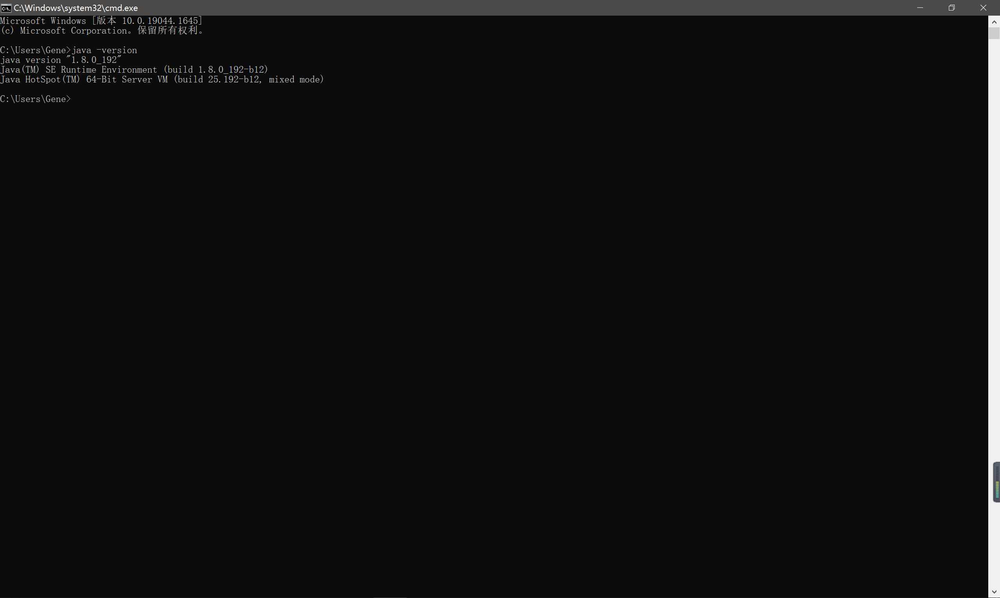 C:\Windows\system32\cmd.exe
Microsoft Windows [版本 10.0.19044.1645]
(c) Microsoft Corporation。保留所有权利。
C:\Users\Gene>java -version
java version "1.8.0_192"
Java(TM) SE Runtime Environment (build 1.8.0_192-b12)
Java HotSpot(TM) 64-Bit Server VM (build 25.192-b12, mixed mode)
C:\Users\Gene>